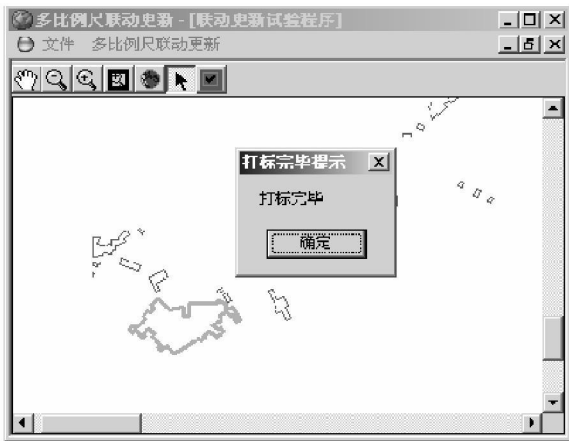 多比例尺联动更新 - [联动更新试验程序]
文件 多比例尺联动更新
打标完毕提示
打标完毕
确定